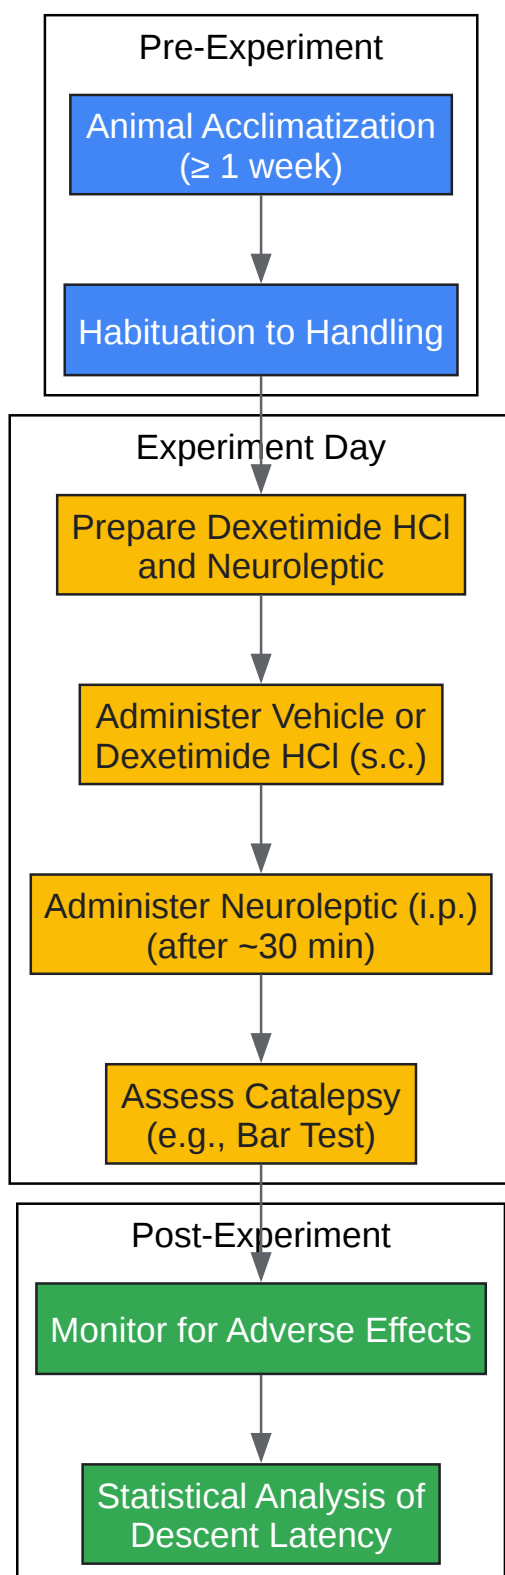 Pre-Experiment
Animal Acclimatization
(≥ 1 week)
Habituation to Handling
Experiment Day
Prepare Dexetimide HCl
and Neuroleptic
Administer Vehicle or
Dexetimide HCl (s.c.)
Administer Neuroleptic (i.p.)
(after ~30 min)
Assess Catalepsy
(e.g., Bar Test)
Post-Experiment
Monitor for Adverse Effects
Statistical Analysis of
Descent Latency